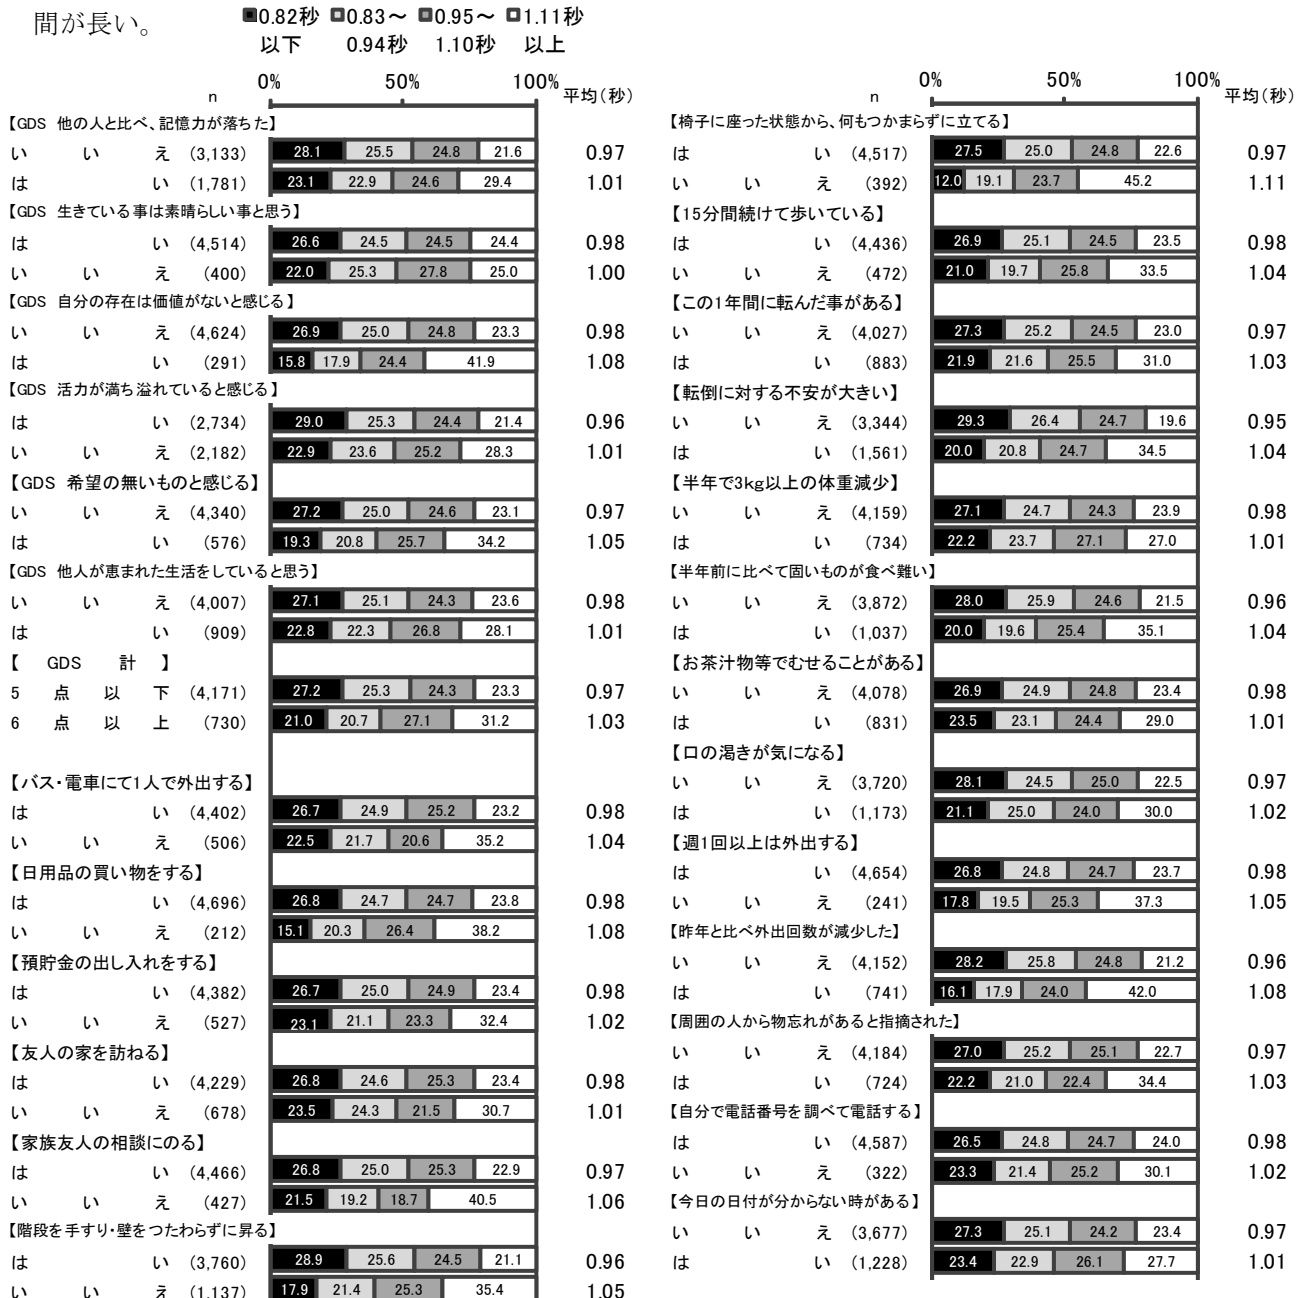 間が長い。
■0.82秒以下 ■0.83～0.94秒 ■0.95～1.10秒 □1.11秒以上
n 0% 50% 100% 平均(秒)
【GDS 他の人と比べ、記憶力が落ちた】
いいえ (3,133) 28.1 25.5 24.8 21.6 0.97
はい (1,781) 23.1 22.9 24.6 29.4 1.01
【GDS 生きている事は素晴らしい事と思う】
はい (4,514) 26.6 24.5 24.5 24.4 0.98
いいえ (400) 22.0 25.3 27.8 25.0 1.00
【GDS 自分の存在は価値がないと感じる】
いいえ (4,624) 26.9 25.0 24.8 23.3 0.98
はい (291) 15.8 17.9 24.4 41.9 1.08
【GDS 活力が満ち溢れていると感じる】
はい (2,734) 29.0 25.3 24.4 21.4 0.96
いいえ (2,182) 22.9 23.6 25.2 28.3 1.01
【GDS 希望の無いものと感じる】
いいえ (4,340) 27.2 25.0 24.6 23.1 0.97
はい (576) 19.3 20.8 25.7 34.2 1.05
【GDS 他人が恵まれた生活をしていると思う】
いいえ (4,007) 27.1 25.1 24.3 23.6 0.98
はい (909) 22.8 22.3 26.8 28.1 1.01
【 GDS 計 】
5点以下 (4,171) 27.2 25.3 24.3 23.3 0.97
6点以上 (730) 21.0 20.7 27.1 31.2 1.03
【バス・電車にて1人で外出する】
はい (4,402) 26.7 24.9 25.2 23.2 0.98
いいえ (506) 22.5 21.7 20.6 35.2 1.04
【日用品の買い物をする】
はい (4,696) 26.8 24.7 24.7 23.8 0.98
いいえ (212) 15.1 20.3 26.4 38.2 1.08
【預貯金の出し入れをする】
はい (4,382) 26.7 25.0 24.9 23.4 0.98
いいえ (527) 23.1 21.1 23.3 32.4 1.02
【友人の家を訪ねる】
はい (4,229) 26.8 24.6 25.3 23.4 0.98
いいえ (678) 23.5 24.3 21.5 30.7 1.01
【家族友人の相談にのる】
はい (4,466) 26.8 25.0 25.3 22.9 0.97
いいえ (427) 21.5 19.2 18.7 40.5 1.06
【階段を手すり・壁をつたわらずに昇る】
はい (3,760) 28.9 25.6 24.5 21.1 0.96
いいえ (1,137) 17.9 21.4 25.3 35.4 1.05
n 0% 50% 100% 平均(秒)
【椅子に座った状態から、何もつかまらずに立てる】
はい (4,517) 27.5 25.0 24.8 22.6 0.97
いいえ (392) 12.0 19.1 23.7 45.2 1.11
【15分間続けて歩いている】
はい (4,436) 26.9 25.1 24.5 23.5 0.98
いいえ (472) 21.0 19.7 25.8 33.5 1.04
【この1年間に転んだ事がある】
いいえ (4,027) 27.3 25.2 24.5 23.0 0.97
はい (883) 21.9 21.6 25.5 31.0 1.03
【転倒に対する不安が大きい】
いいえ (3,344) 29.3 26.4 24.7 19.6 0.95
はい (1,561) 20.0 20.8 24.7 34.5 1.04
【半年で3kg以上の体重減少】
いいえ (4,159) 27.1 24.7 24.3 23.9 0.98
はい (734) 22.2 23.7 27.1 27.0 1.01
【半年前に比べて固いものが食べ難い】
いいえ (3,872) 28.0 25.9 24.6 21.5 0.96
はい (1,037) 20.0 19.6 25.4 35.1 1.04
【お茶汁物等でむせることがある】
いいえ (4,078) 26.9 24.9 24.8 23.4 0.98
はい (831) 23.5 23.1 24.4 29.0 1.01
【口の渇きが気になる】
いいえ (3,720) 28.1 24.5 25.0 22.5 0.97
はい (1,173) 21.1 25.0 24.0 30.0 1.02
【週1回以上は外出する】
はい (4,654) 26.8 24.8 24.7 23.7 0.98
いいえ (241) 17.8 19.5 25.3 37.3 1.05
【昨年と比べ外出回数が減少した】
いいえ (4,152) 28.2 25.8 24.8 21.2 0.96
はい (741) 16.1 17.9 24.0 42.0 1.08
【周囲の人から物忘れがあると指摘された】
いいえ (4,184) 27.0 25.2 25.1 22.7 0.97
はい (724) 22.2 21.0 22.4 34.4 1.03
【自分で電話番号を調べて電話する】
はい (4,587) 26.5 24.8 24.7 24.0 0.98
いいえ (322) 23.3 21.4 25.2 30.1 1.02
【今日の日付が分からない時がある】
いいえ (3,677) 27.3 25.1 24.2 23.4 0.97
はい (1,228) 23.4 22.9 26.1 27.7 1.01